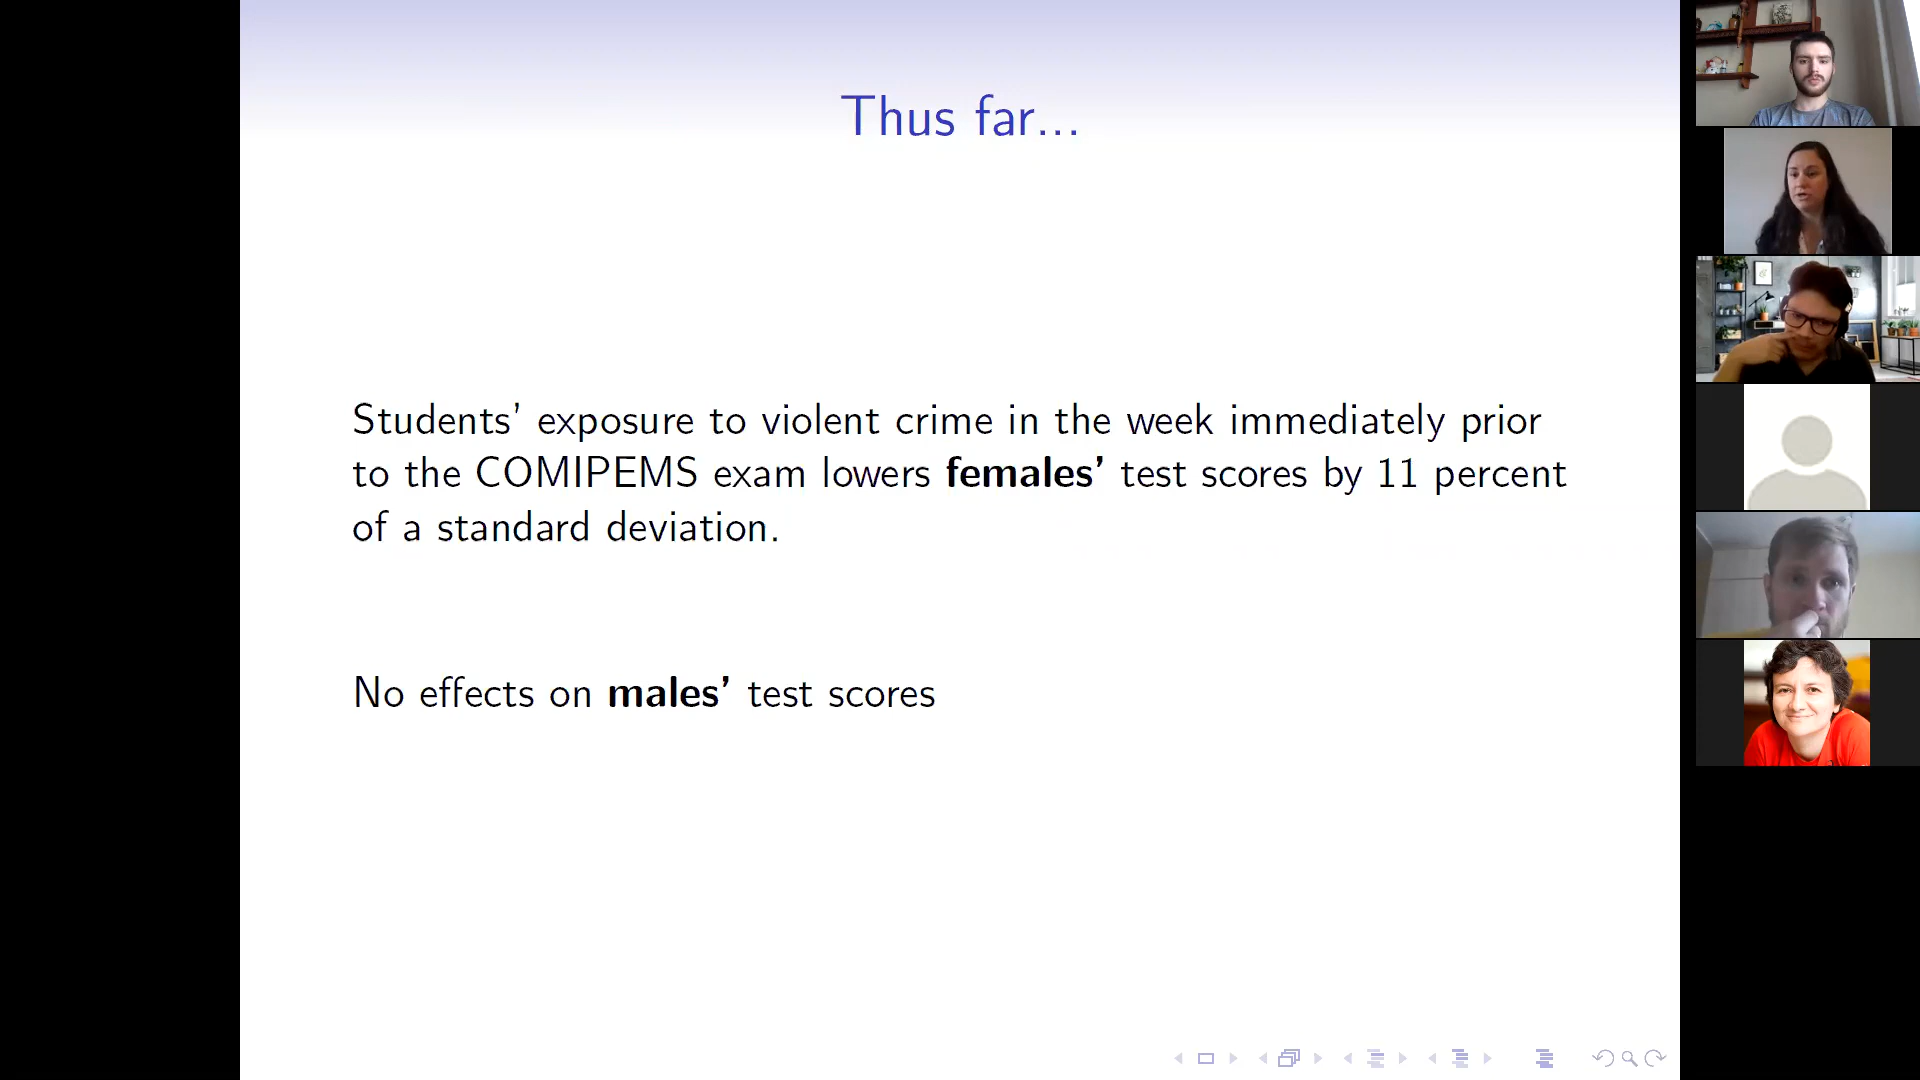 Thus far...
Students’ exposure to violent crime in the week immediately prior
to the COMIPEMS exam lowers females’ test scores by 11 percent
of a standard deviation.
No effects on males’ test scores